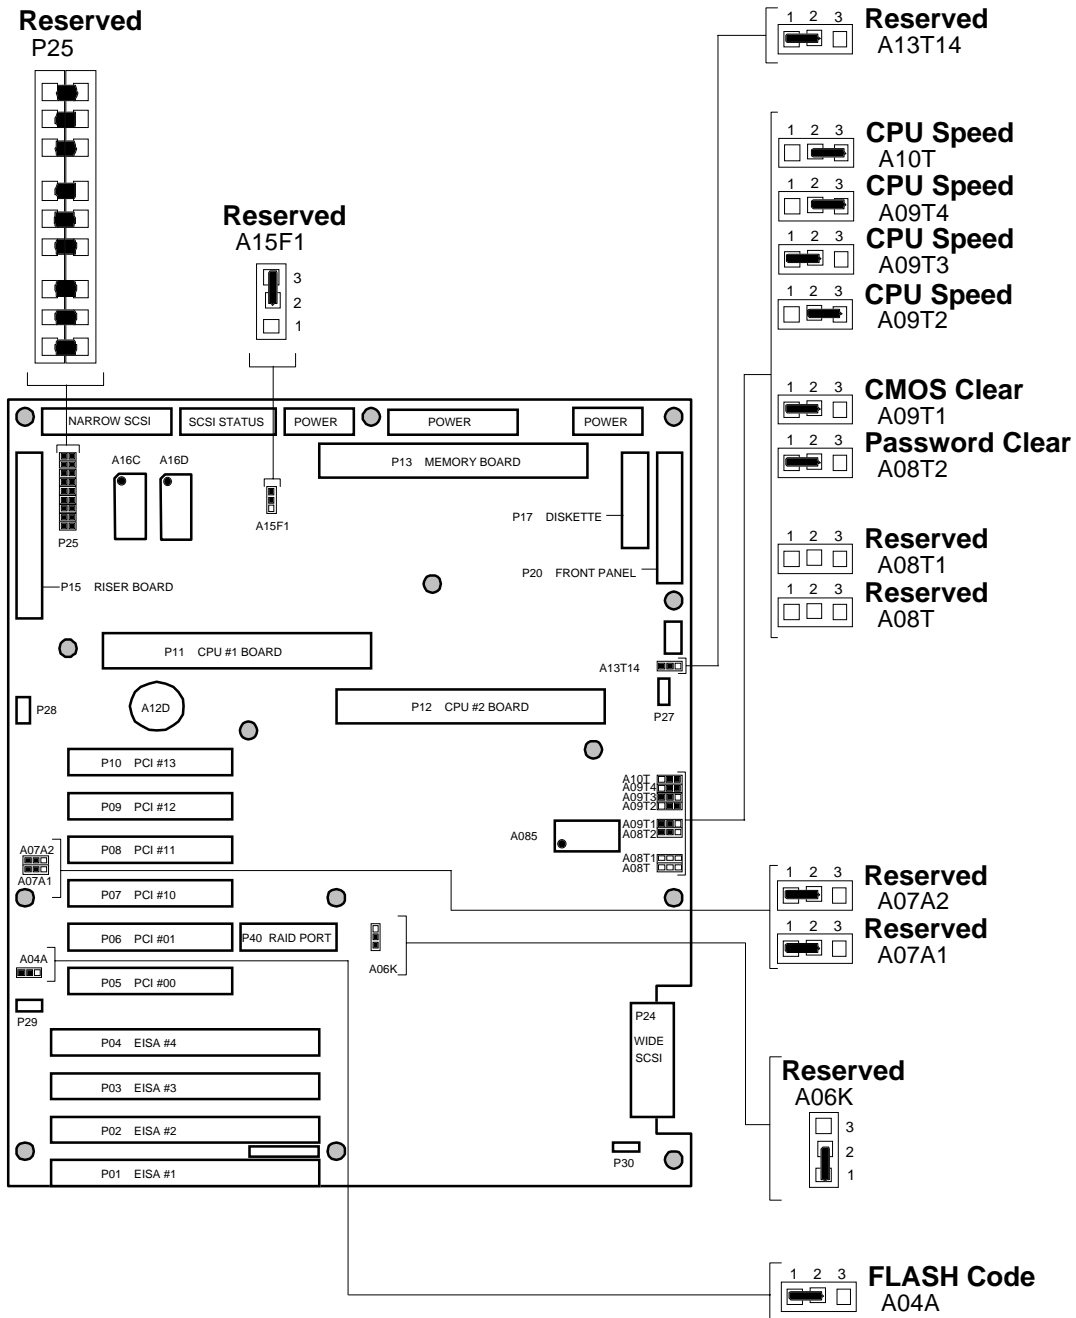 Reserved
P25
Reserved
A15F1
3
2
1
1 2 3
Reserved
A13T14
1 2 3
CPU Speed
A10T
1 2 3
CPU Speed
A09T4
1 2 3
CPU Speed
A09T3
1 2 3
CPU Speed
A09T2
1 2 3
CMOS Clear
A09T1
1 2 3
Password Clear
A08T2
1 2 3
Reserved
A08T1
1 2 3
Reserved
A08T
NARROW SCSI
SCSI STATUS
POWER
POWER
POWER
A16C
A16D
P13 MEMORY BOARD
A15F1
P17 DISKETTE
P25
P20 FRONT PANEL
P15 RISER BOARD
P11 CPU #1 BOARD
A13T14
P28
A12D
P12 CPU #2 BOARD
P27
P10 PCI #13
A10T
A09T4
A09T3
A09T2
P09 PCI #12
A09T1
A08T2
A085
A07A2
P08 PCI #11
A08T1
A08T
A07A1
P07 PCI #10
P06 PCI #01
P40 RAID PORT
A04A
A06K
P05 PCI #00
P29
P24
WIDE
SCSI
P04 EISA #4
P03 EISA #3
P02 EISA #2
P01 EISA #1
P30
1 2 3
Reserved
A07A2
1 2 3
Reserved
A07A1
Reserved
A06K
3
2
1
1 2 3
FLASH Code
A04A